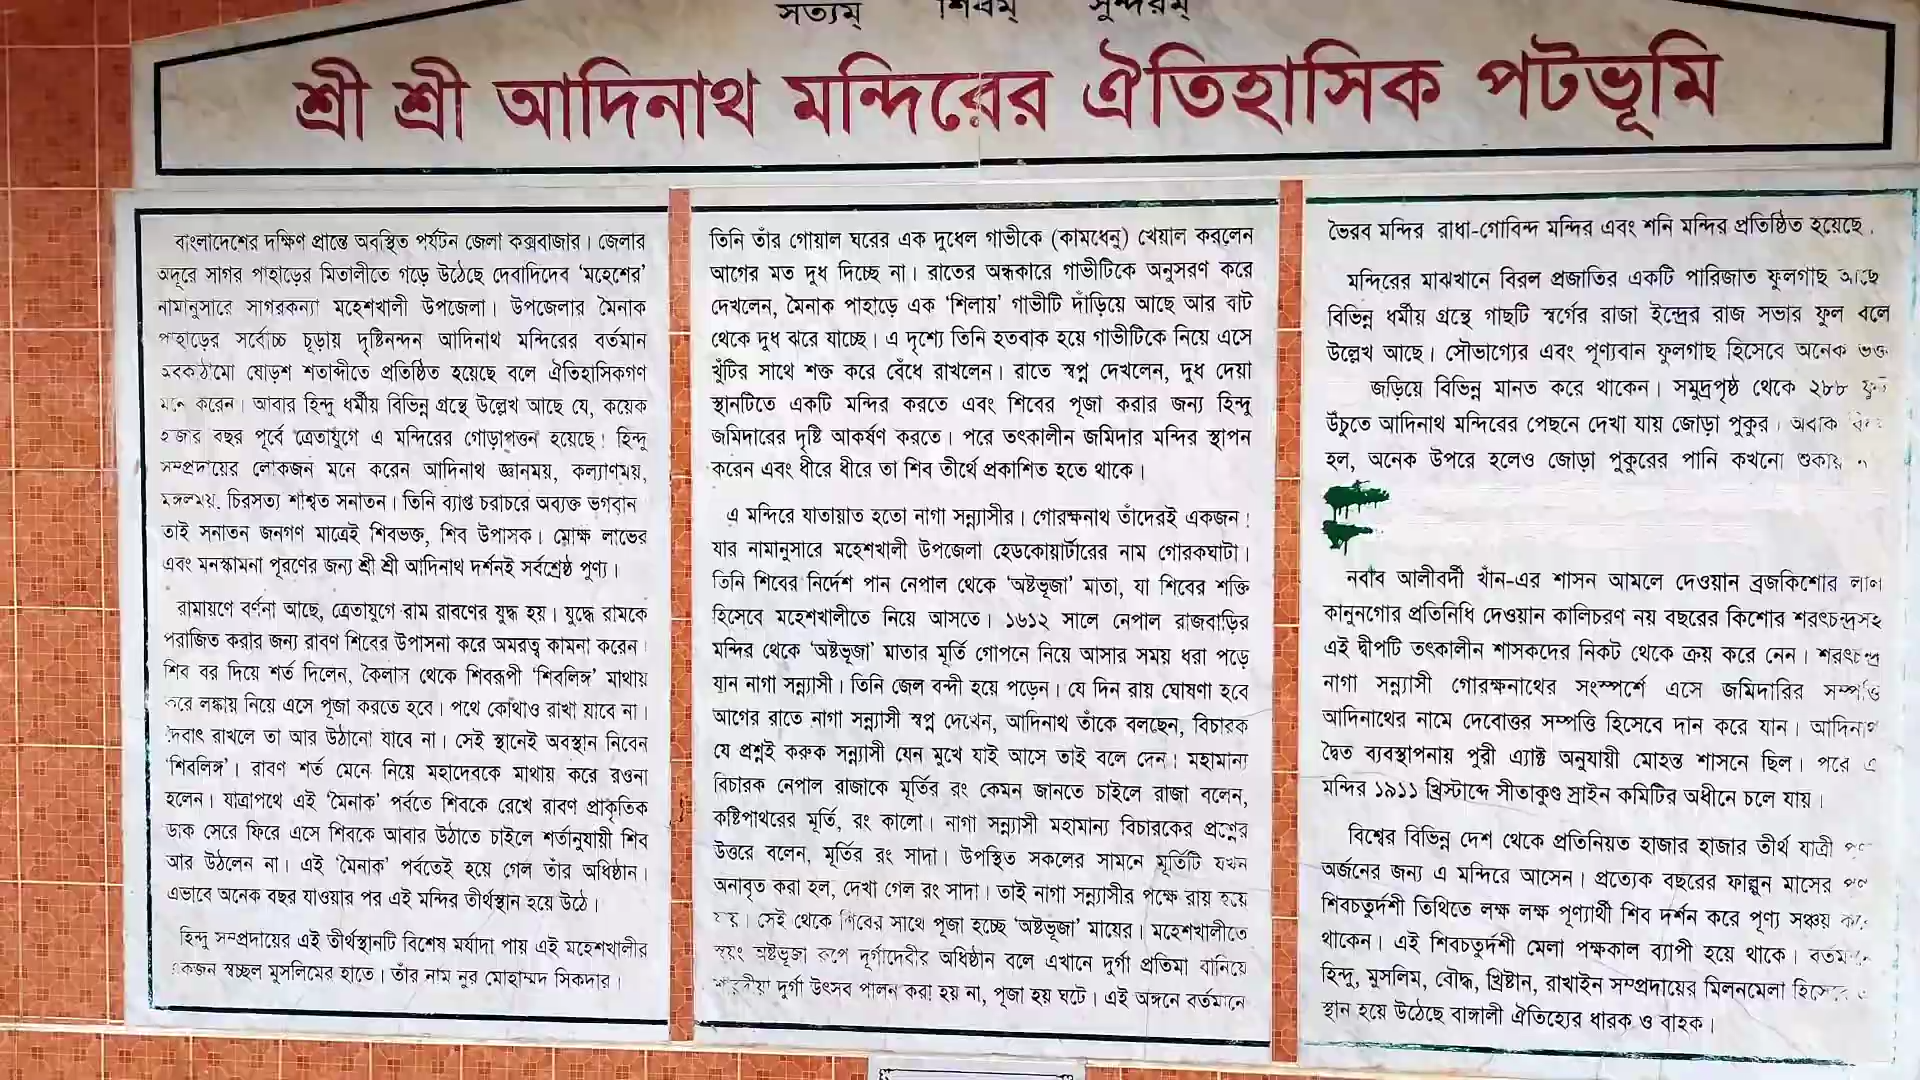 সত্যম্ শিবম্ সুন্দরম্
শ্রী শ্রী আদিনাথ মন্দিরের ঐতিহাসিক পটভূমি
বাংলাদেশের দক্ষিণ প্রান্তে অবস্থিত পর্যটন জেলা কক্সবাজার। জেলার
অদূরে সাগর পাহাড়ের মিতালীতে গড়ে উঠেছে দেবাদিদেব ‘মহেশের’
নামানুসারে সাগরকন্যা মহেশখালী উপজেলা। উপজেলার মৈনাক
পাহাড়ের সর্বোচ্চ চূড়ায় দৃষ্টিনন্দন আদিনাথ মন্দিরের বর্তমান
অবকাঠামো ষোড়শ শতাব্দীতে প্রতিষ্ঠিত হয়েছে বলে ঐতিহাসিকগণ
মনে করেন। আবার হিন্দু ধর্মীয় বিভিন্ন গ্রন্থে উল্লেখ আছে যে, কয়েক
হাজার বছর পূর্বে ত্রেতাযুগে এ মন্দিরের গোড়াপত্তন হয়েছে। হিন্দু
সম্প্রদায়ের লোকজন মনে করেন আদিনাথ জ্ঞানময়, কল্যাণময়,
মঙ্গলময়, চিরসত্য শাশ্বত সনাতন। তিনি ব্যাপ্ত চরাচরে অব্যক্ত ভগবান
তাই সনাতন জনগণ মাত্রেই শিবভক্ত, শিব উপাসক। মোক্ষ লাভের
এবং মনস্কামনা পূরণের জন্য শ্রী শ্রী আদিনাথ দর্শনই সর্বশ্রেষ্ঠ পুণ্য।
রামায়ণে বর্ণনা আছে, ত্রেতাযুগে রাম রাবণের যুদ্ধ হয়। যুদ্ধে রামকে
পরাজিত করার জন্য রাবণ শিবের উপাসনা করে অমরত্ব কামনা করেন।
শিব বর দিয়ে শর্ত দিলেন, কৈলাস থেকে শিবরূপী ‘শিবলিঙ্গ’ মাথায়
করে লঙ্কায় নিয়ে এসে পূজা করতে হবে। পথে কোথাও রাখা যাবে না।
দৈবাৎ রাখলে তা আর উঠানো যাবে না। সেই স্থানেই অবস্থান নিবেন
‘শিবলিঙ্গ’। রাবণ শর্ত মেনে নিয়ে মহাদেবকে মাথায় করে রওনা
হলেন। যাত্রাপথে এই ‘মৈনাক’ পর্বতে শিবকে রেখে রাবণ প্রাকৃতিক
ডাক সেরে ফিরে এসে শিবকে আবার উঠাতে চাইলে শর্তানুযায়ী শিব
আর উঠলেন না। এই ‘মৈনাক’ পর্বতেই হয়ে গেল তাঁর অধিষ্ঠান।
এভাবে অনেক বছর যাওয়ার পর এই মন্দির তীর্থস্থান হয়ে উঠে।
হিন্দু সম্প্রদায়ের এই তীর্থস্থানটি বিশেষ মর্যাদা পায় এই মহেশখালীর
একজন স্বচ্ছল মুসলিমের হাতে। তাঁর নাম নুর মোহাম্মদ সিকদার।
তিনি তাঁর গোয়াল ঘরের এক দুধেল গাভীকে (কামধেনু) খেয়াল করলেন
আগের মত দুধ দিচ্ছে না। রাতের অন্ধকারে গাভীটিকে অনুসরণ করে
দেখলেন, মৈনাক পাহাড়ে এক ‘শিলায়’ গাভীটি দাঁড়িয়ে আছে আর বাট
থেকে দুধ ঝরে যাচ্ছে। এ দৃশ্যে তিনি হতবাক হয়ে গাভীটিকে নিয়ে এসে
খুঁটির সাথে শক্ত করে বেঁধে রাখলেন। রাতে স্বপ্ন দেখলেন, দুধ দেয়া
স্থানটিতে একটি মন্দির করতে এবং শিবের পূজা করার জন্য হিন্দু
জমিদারের দৃষ্টি আকর্ষণ করতে। পরে তৎকালীন জমিদার মন্দির স্থাপন
করেন এবং ধীরে ধীরে তা শিব তীর্থে প্রকাশিত হতে থাকে।
এ মন্দিরে যাতায়াত হতো নাগা সন্ন্যাসীর। গোরক্ষনাথ তাঁদেরই একজন।
যার নামানুসারে মহেশখালী উপজেলা হেডকোয়ার্টারের নাম গোরকঘাটা।
তিনি শিবের নির্দেশ পান নেপাল থেকে ‘অষ্টভূজা’ মাতা, যা শিবের শক্তি
হিসেবে মহেশখালীতে নিয়ে আসতে। ১৬১২ সালে নেপাল রাজবাড়ির
মন্দির থেকে ‘অষ্টভূজা’ মাতার মূর্তি গোপনে নিয়ে আসার সময় ধরা পড়ে
যান নাগা সন্ন্যাসী। তিনি জেল বন্দী হয়ে পড়েন। যে দিন রায় ঘোষণা হবে
আগের রাতে নাগা সন্ন্যাসী স্বপ্ন দেখেন, আদিনাথ তাঁকে বলছেন, বিচারক
যে প্রশ্নই করুক সন্ন্যাসী যেন মুখে যাই আসে তাই বলে দেন। মহামান্য
বিচারক নেপাল রাজাকে মূর্তির রং কেমন জানতে চাইলে রাজা বলেন,
কষ্টিপাথরের মূর্তি, রং কালো। নাগা সন্ন্যাসী মহামান্য বিচারকের প্রশ্নের
উত্তরে বলেন, মূর্তির রং সাদা। উপস্থিত সকলের সামনে মূর্তিটি যখন
অনাবৃত করা হল, দেখা গেল রং সাদা। তাই নাগা সন্ন্যাসীর পক্ষে রায় হয়ে
যায়। সেই থেকে শিবের সাথে পূজা হচ্ছে ‘অষ্টভূজা’ মায়ের। মহেশখালীতে
স্বয়ং অষ্টভূজা রূপে দূর্গাদেবীর অধিষ্ঠান বলে এখানে দুর্গা প্রতিমা বানিয়ে
শারদীয়া দুর্গা উৎসব পালন করা হয় না, পূজা হয় ঘটে। এই অঙ্গনে বর্তমানে
ভৈরব মন্দির রাধা-গোবিন্দ মন্দির এবং শনি মন্দির প্রতিষ্ঠিত হয়েছে।
মন্দিরের মাঝখানে বিরল প্রজাতির একটি পারিজাত ফুলগাছ আছে
বিভিন্ন ধর্মীয় গ্রন্থে গাছটি স্বর্গের রাজা ইন্দ্রের রাজ সভার ফুল বলে
উল্লেখ আছে। সৌভাগ্যের এবং পূণ্যবান ফুলগাছ হিসেবে অনেক ভক্ত
জড়িয়ে বিভিন্ন মানত করে থাকেন। সমুদ্রপৃষ্ঠ থেকে ২৮৮ ফুট
উঁচুতে আদিনাথ মন্দিরের পেছনে দেখা যায় জোড়া পুকুর। অবাক
হল, অনেক উপরে হলেও জোড়া পুকুরের পানি কখনো শুকায়
নবাব আলীবর্দী খাঁন-এর শাসন আমলে দেওয়ান ব্রজকিশোর লাল
কানুনগোর প্রতিনিধি দেওয়ান কালিচরণ নয় বছরের কিশোর শরৎচন্দ্রসহ
এই দ্বীপটি তৎকালীন শাসকদের নিকট থেকে ক্রয় করে নেন। শরৎচন্দ্র
নাগা সন্ন্যাসী গোরক্ষনাথের সংস্পর্শে এসে জমিদারির সম্পত্তি
আদিনাথের নামে দেবোত্তর সম্পত্তি হিসেবে দান করে যান। আদিনাথ
দ্বৈত ব্যবস্থাপনায় পুরী এ্যাক্ট অনুযায়ী মোহন্ত শাসনে ছিল। পরে এ
মন্দির ১৯১১ খ্রিস্টাব্দে সীতাকুণ্ড স্রাইন কমিটির অধীনে চলে যায়।
বিশ্বের বিভিন্ন দেশ থেকে প্রতিনিয়ত হাজার হাজার তীর্থ যাত্রী
অর্জনের জন্য এ মন্দিরে আসেন। প্রত্যেক বছরের ফাল্গুন মাসের
শিবচতুর্দশী তিথিতে লক্ষ লক্ষ পূণ্যার্থী শিব দর্শন করে পূণ্য সঞ্চয়
থাকেন। এই শিবচতুর্দশী মেলা পক্ষকাল ব্যাপী হয়ে থাকে।
হিন্দু, মুসলিম, বৌদ্ধ, খ্রিষ্টান, রাখাইন সম্প্রদায়ের মিলনমেলা হিসেবে
স্থান হয়ে উঠেছে বাঙ্গালী ঐতিহ্যের ধারক ও বাহক।